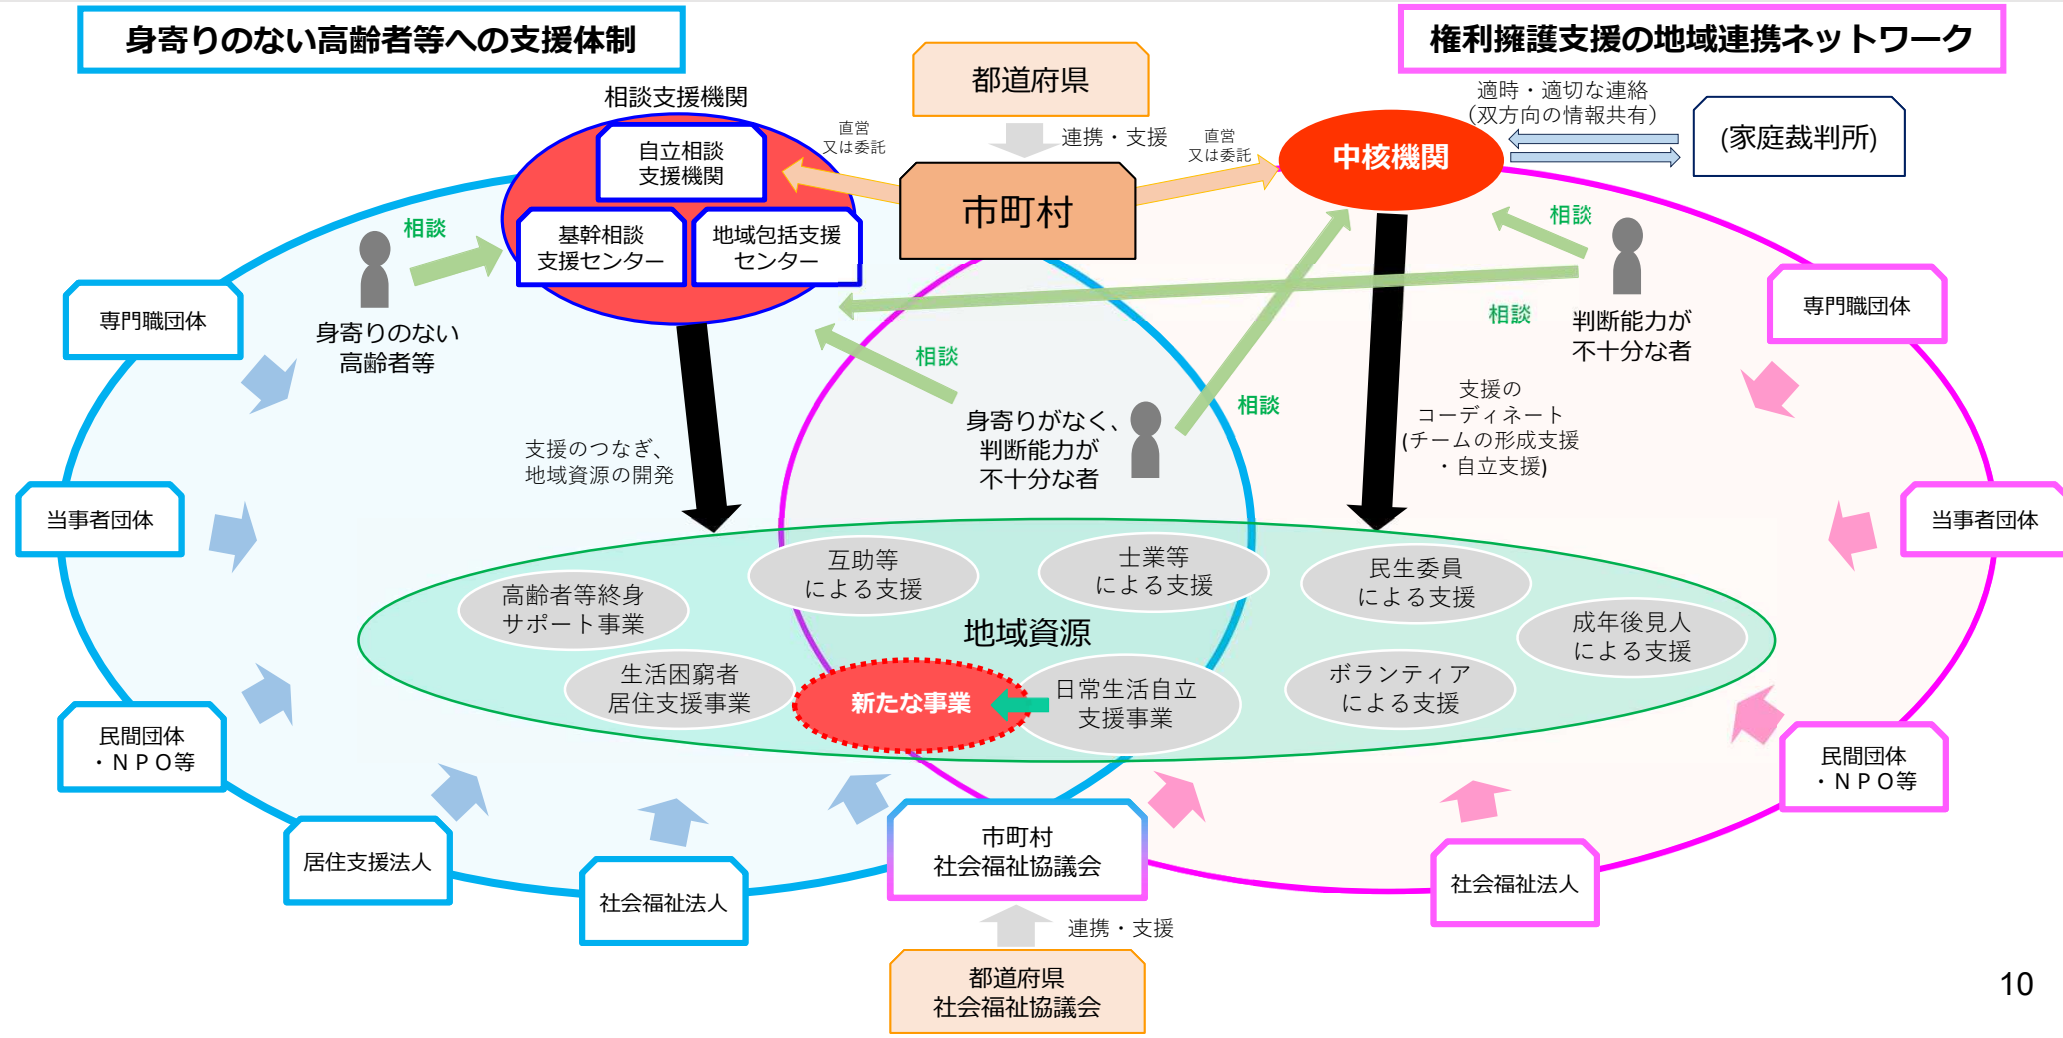 身寄りのない高齢者等への支援体制
権利擁護支援の地域連携ネットワーク
都道府県
連携・支援
市町村
直営
又は委託
直営
又は委託
相談支援機関
自立相談
支援機関
基幹相談
支援センター
地域包括支援
センター
中核機関
適時・適切な連絡
（双方向の情報共有）
(家庭裁判所)
相談
身寄りのない
高齢者等
相談
相談
判断能力が
不十分な者
相談
相談
身寄りがなく、
判断能力が
不十分な者
支援のつなぎ、
地域資源の開発
支援の
コーディネート
(チームの形成支援
・自立支援)
専門職団体
当事者団体
民間団体
・ＮＰＯ等
居住支援法人
社会福祉法人
専門職団体
当事者団体
民間団体
・ＮＰＯ等
社会福祉法人
互助等
による支援
士業等
による支援
民生委員
による支援
高齢者等終身
サポート事業
成年後見人
による支援
地域資源
生活困窮者
居住支援事業
新たな事業
日常生活自立
支援事業
ボランティア
による支援
市町村
社会福祉協議会
連携・支援
都道府県
社会福祉協議会
10